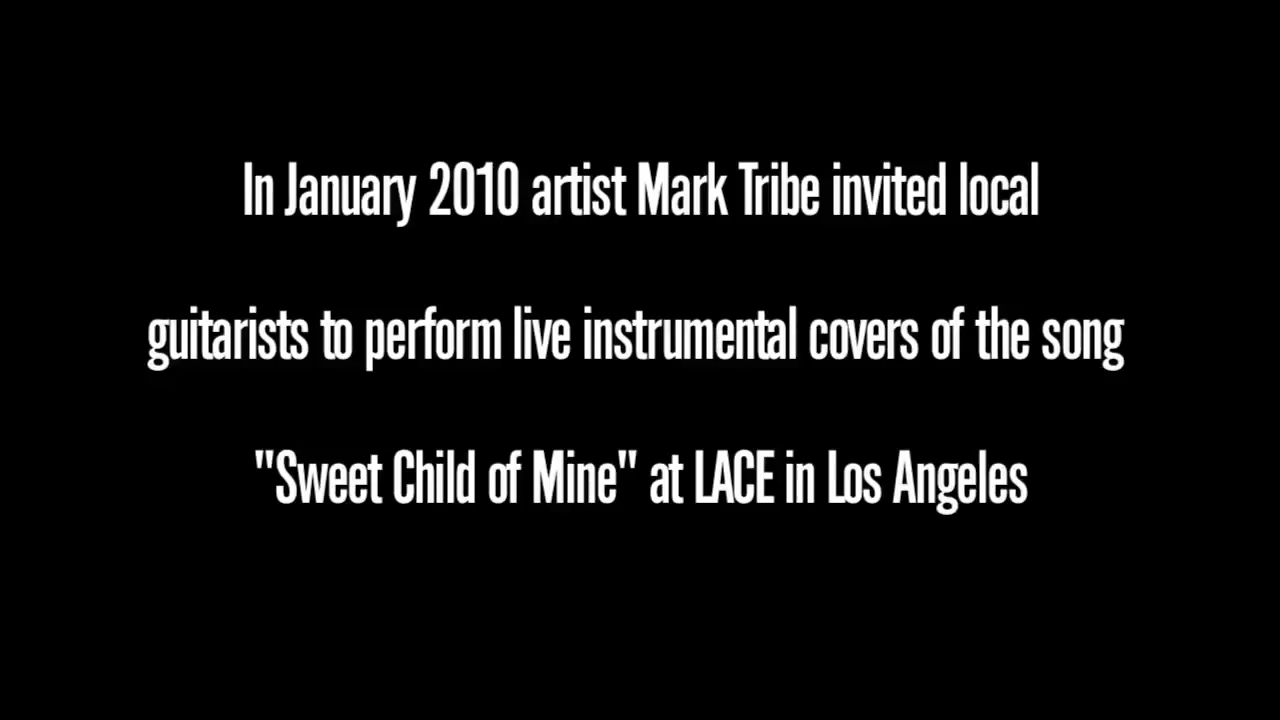 In January 2010 artist Mark Tribe invited local
guitarists to perform live instrumental covers of the song
"Sweet Child of Mine" at LACE in Los Angeles